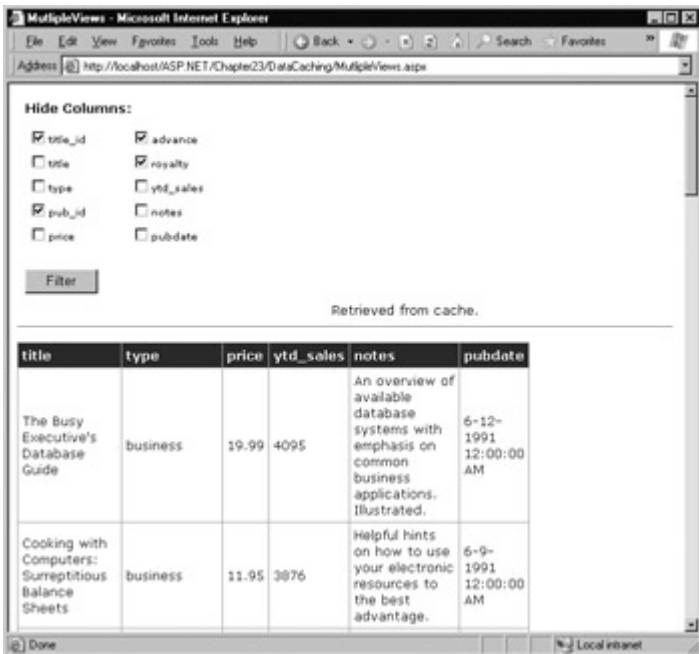 MutlipleViews - Microsoft Internet Explorer
File Edit View Favorites Tools Help Back Search Favorites »
Address http://localhost/ASP.NET/Chapter23/DataCaching/MutlipleViews.aspx
Hide Columns:
title_id advance
title royalty
type ytd_sales
pub_id notes
price pubdate
Filter
Retrieved from cache.
title type price ytd_sales notes pubdate
The Busy
Executive's
Database
Guide
business
19.99
4095
An overview of
available
database
systems with
emphasis on
common
business
applications.
Illustrated.
6-12-
1991
12:00:00
AM
Cooking with
Computers:
Surreptitious
Balance
Sheets
business
11.95
3876
Helpful hints
on how to use
your electronic
resources to
the best
advantage.
6-9-
1991
12:00:00
AM
Done
Local intranet